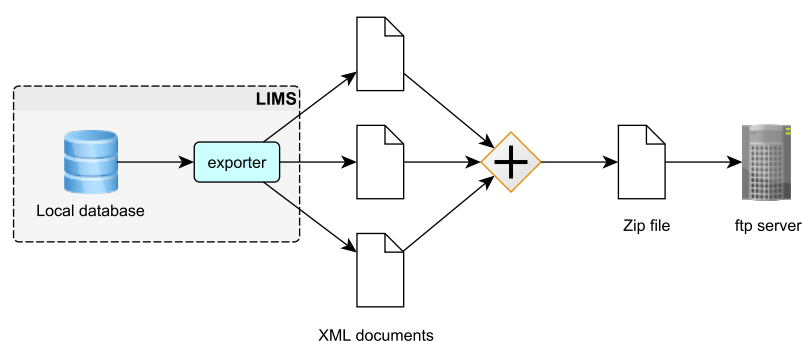 LIMS
exporter
Local database
Zip file
ftp server
XML documents